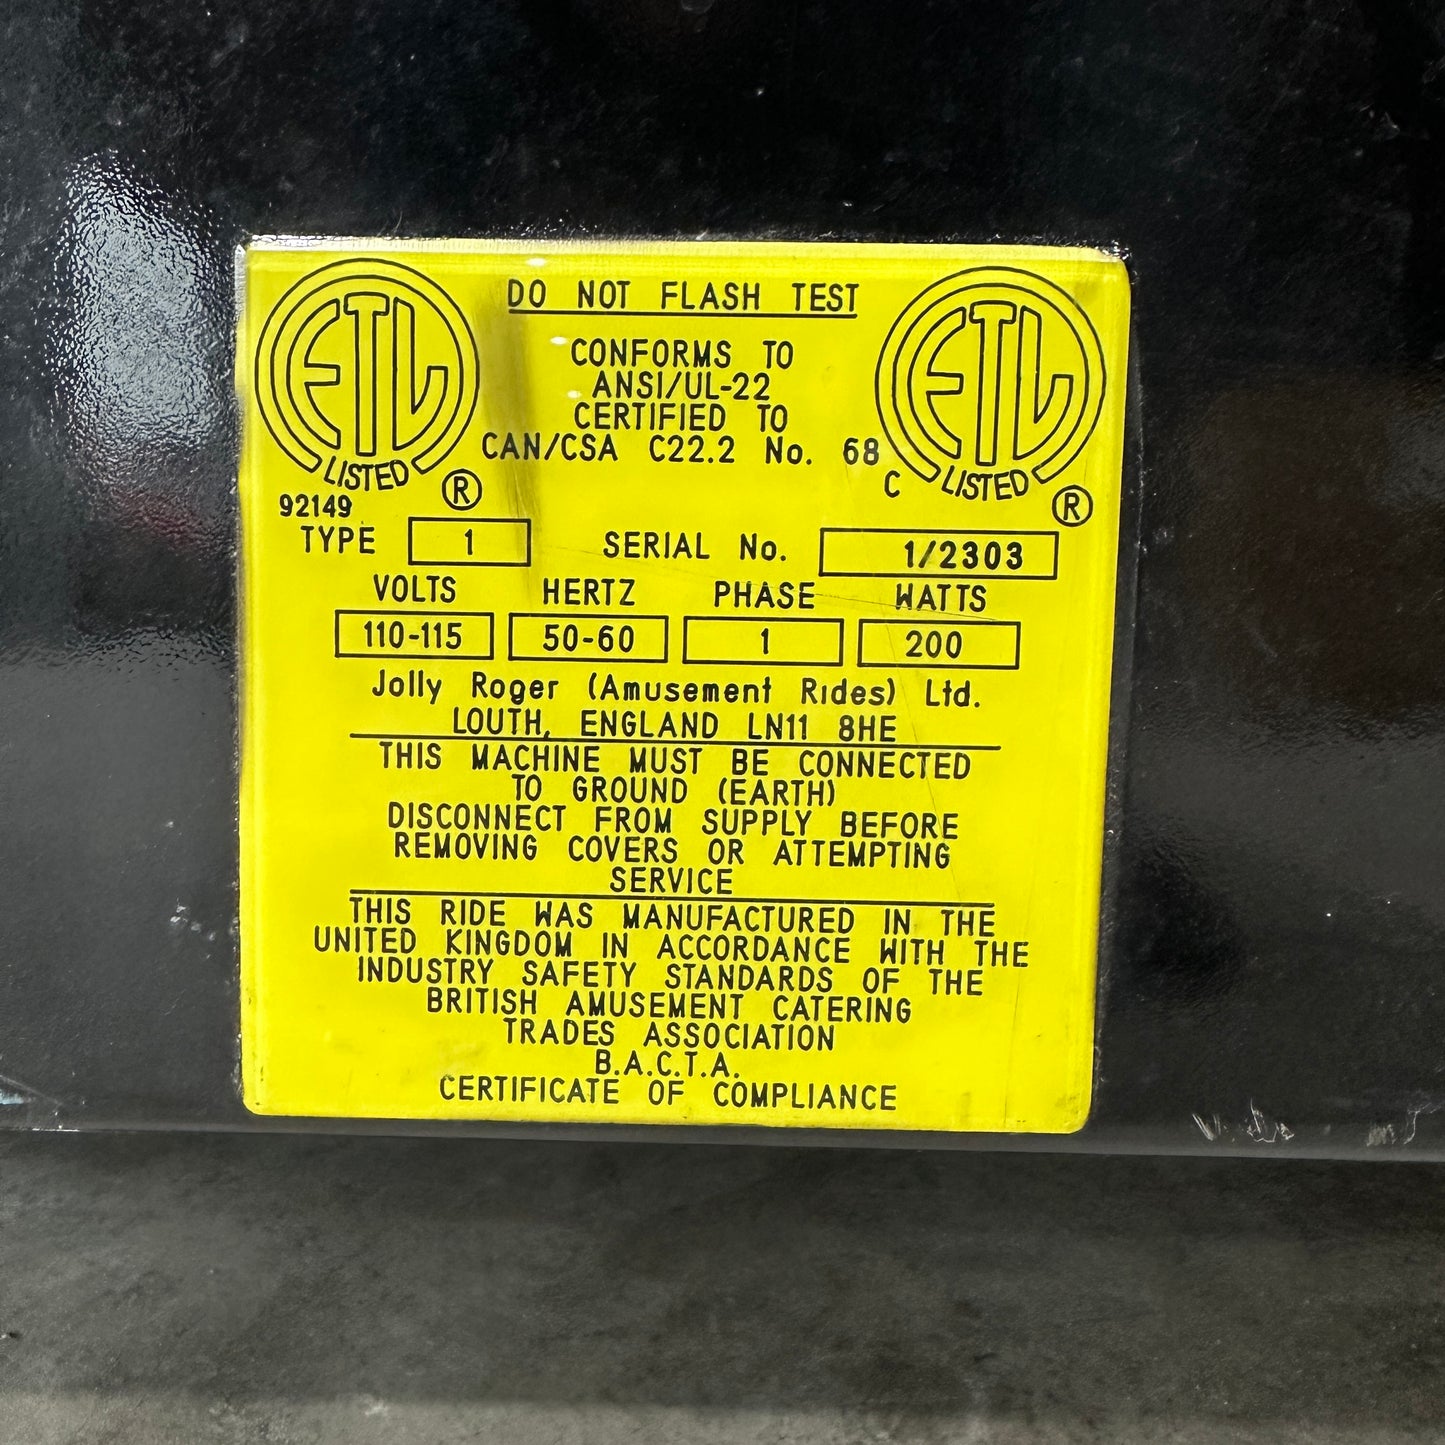 ETL
LISTED
®
92149
DO NOT FLASH TEST
CONFORMS TO
ANSI/UL-22
CERTIFIED TO
CAN/CSA C22.2 No. 68
C
ETL
LISTED
®
TYPE 1 SERIAL No. 1/2303
VOLTS HERTZ PHASE WATTS
110-115 50-60 1 200
Jolly Roger (Amusement Rides) Ltd.
LOUTH, ENGLAND LN11 8HE
THIS MACHINE MUST BE CONNECTED
TO GROUND (EARTH)
DISCONNECT FROM SUPPLY BEFORE
REMOVING COVERS OR ATTEMPTING
SERVICE
THIS RIDE WAS MANUFACTURED IN THE
UNITED KINGDOM IN ACCORDANCE WITH THE
INDUSTRY SAFETY STANDARDS OF THE
BRITISH AMUSEMENT CATERING
TRADES ASSOCIATION
B.A.C.T.A.
CERTIFICATE OF COMPLIANCE